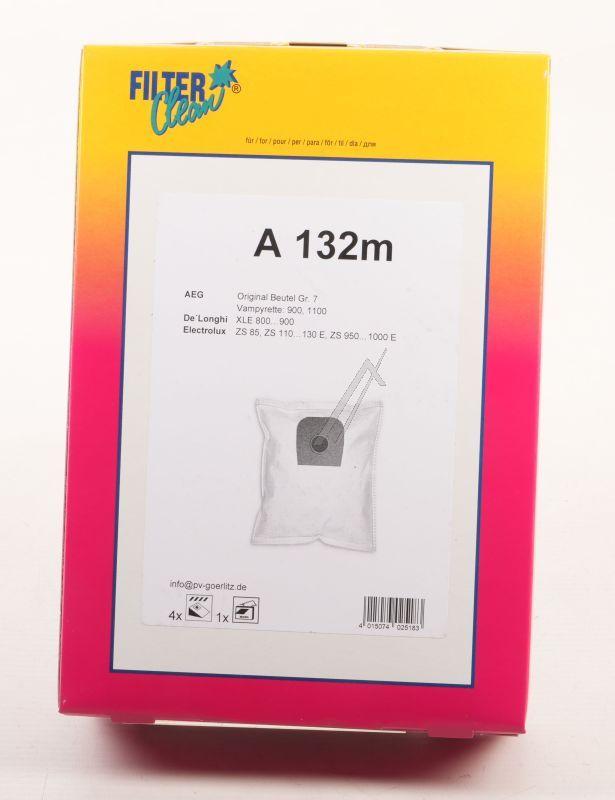 FILTER
Clean®
für / for / pour / per / para / för / til / dla / для
A 132m
AEG Original Beutel Gr. 7
Vampyrette: 900, 1100
De´Longhi XLE 800...900
Electrolux ZS 85, ZS 110...130 E, ZS 950...1000 E
info@pv-goerlitz.de
4x 1x
4 015074 025183